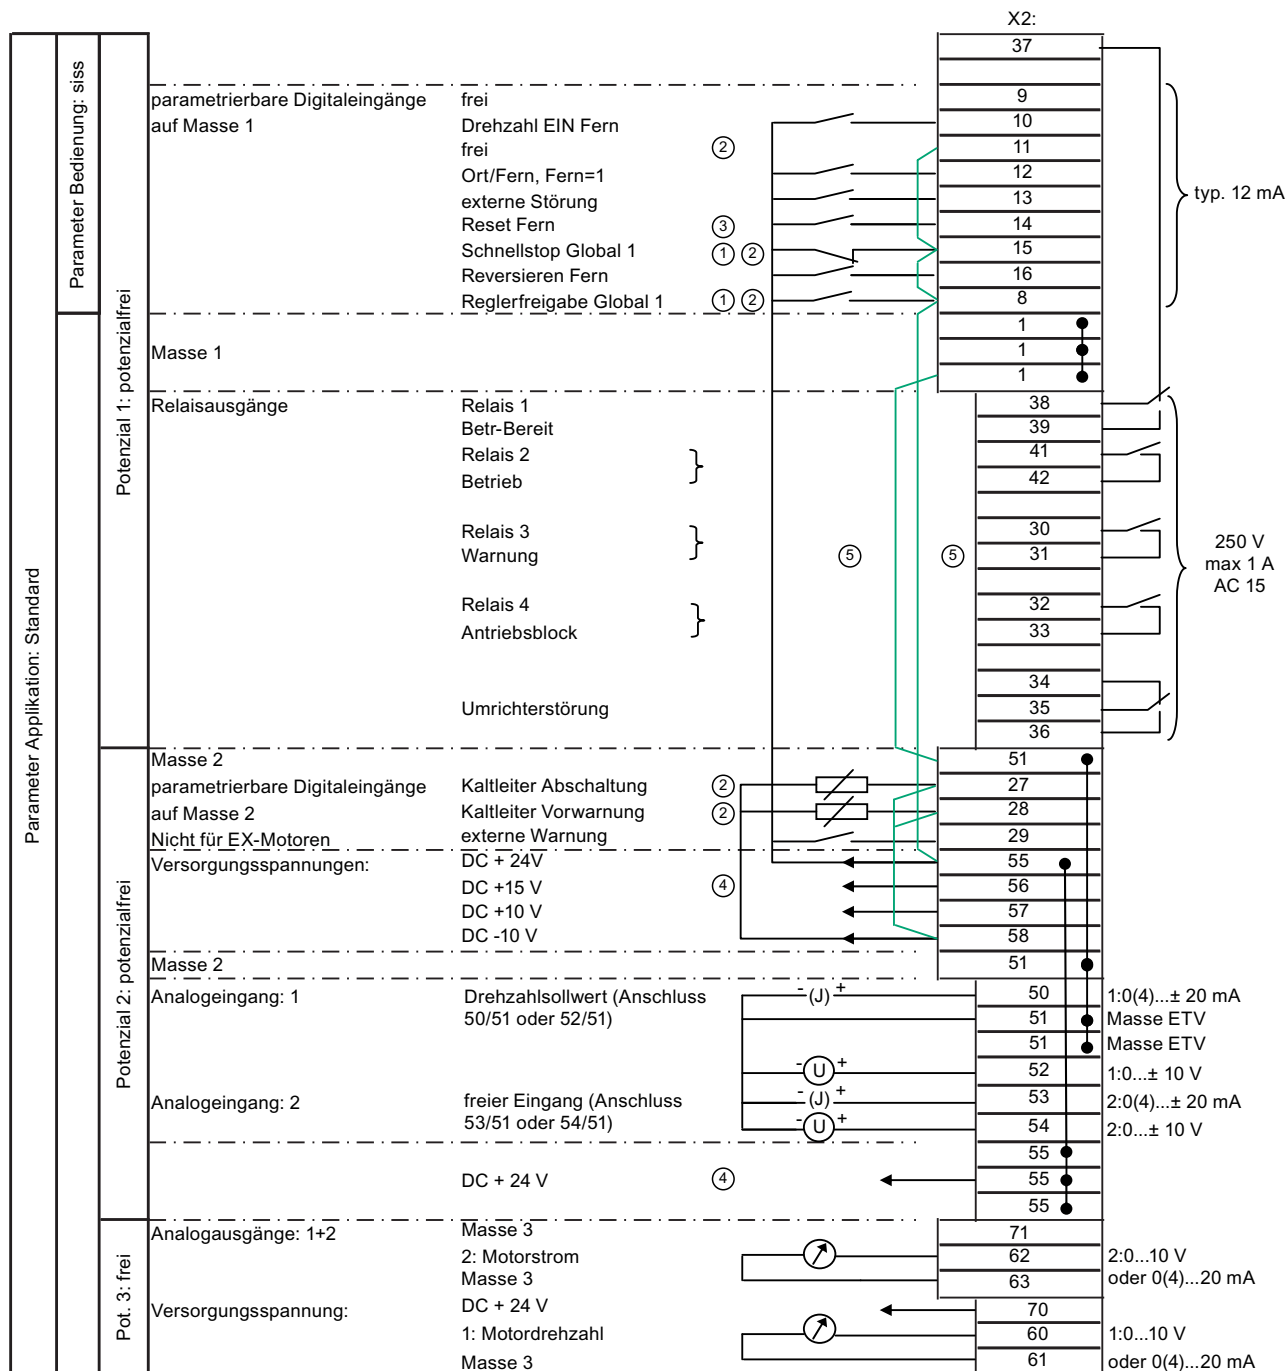 X2:
37
parametrierbare Digitaleingänge frei 9
auf Masse 1 Drehzahl EIN Fern 10
frei ② 11
Ort/Fern, Fern=1 12
typ. 12 mA
externe Störung 13
Reset Fern ③ 14
Schnellstop Global 1 ① ② 15
Reversieren Fern 16
Reglerfreigabe Global 1 ① ② 8
1
Masse 1 1
1
Relaisausgänge Relais 1 38
Betr-Bereit 39
Relais 2 } 41
Betrieb 42
Relais 3 } 30
Warnung 31
⑤ ⑤
250 V
max 1 A
AC 15
Relais 4 } 32
Antriebsblock 33
34
Umrichterstörung 35
36
Masse 2 51
parametrierbare Digitaleingänge Kaltleiter Abschaltung ② 27
auf Masse 2 Kaltleiter Vorwarnung ② 28
Nicht für EX-Motoren externe Warnung 29
Versorgungsspannungen: DC + 24V 55
DC +15 V ④ 56
DC +10 V 57
DC -10 V 58
Masse 2 51
Analogeingang: 1 Drehzahlsollwert (Anschluss - (J) + 50 1:0(4)...± 20 mA
50/51 oder 52/51) 51 Masse ETV
51 Masse ETV
- U + 52 1:0...± 10 V
Analogeingang: 2 freier Eingang (Anschluss - (J) + 53 2:0(4)...± 20 mA
53/51 oder 54/51) - U + 54 2:0...± 10 V
55
DC + 24 V ④ 55
55
Analogausgänge: 1+2 Masse 3 71
2: Motorstrom 62 2:0...10 V
Masse 3 63 oder 0(4)...20 mA
Versorgungsspannung: DC + 24 V 70
1: Motordrehzahl 60 1:0...10 V
Masse 3 61 oder 0(4)...20 mA
Parameter Applikation: Standard
Parameter Bedienung: siss
Potenzial 1: potenzialfrei
Potenzial 2: potenzialfrei
Pot. 3: frei